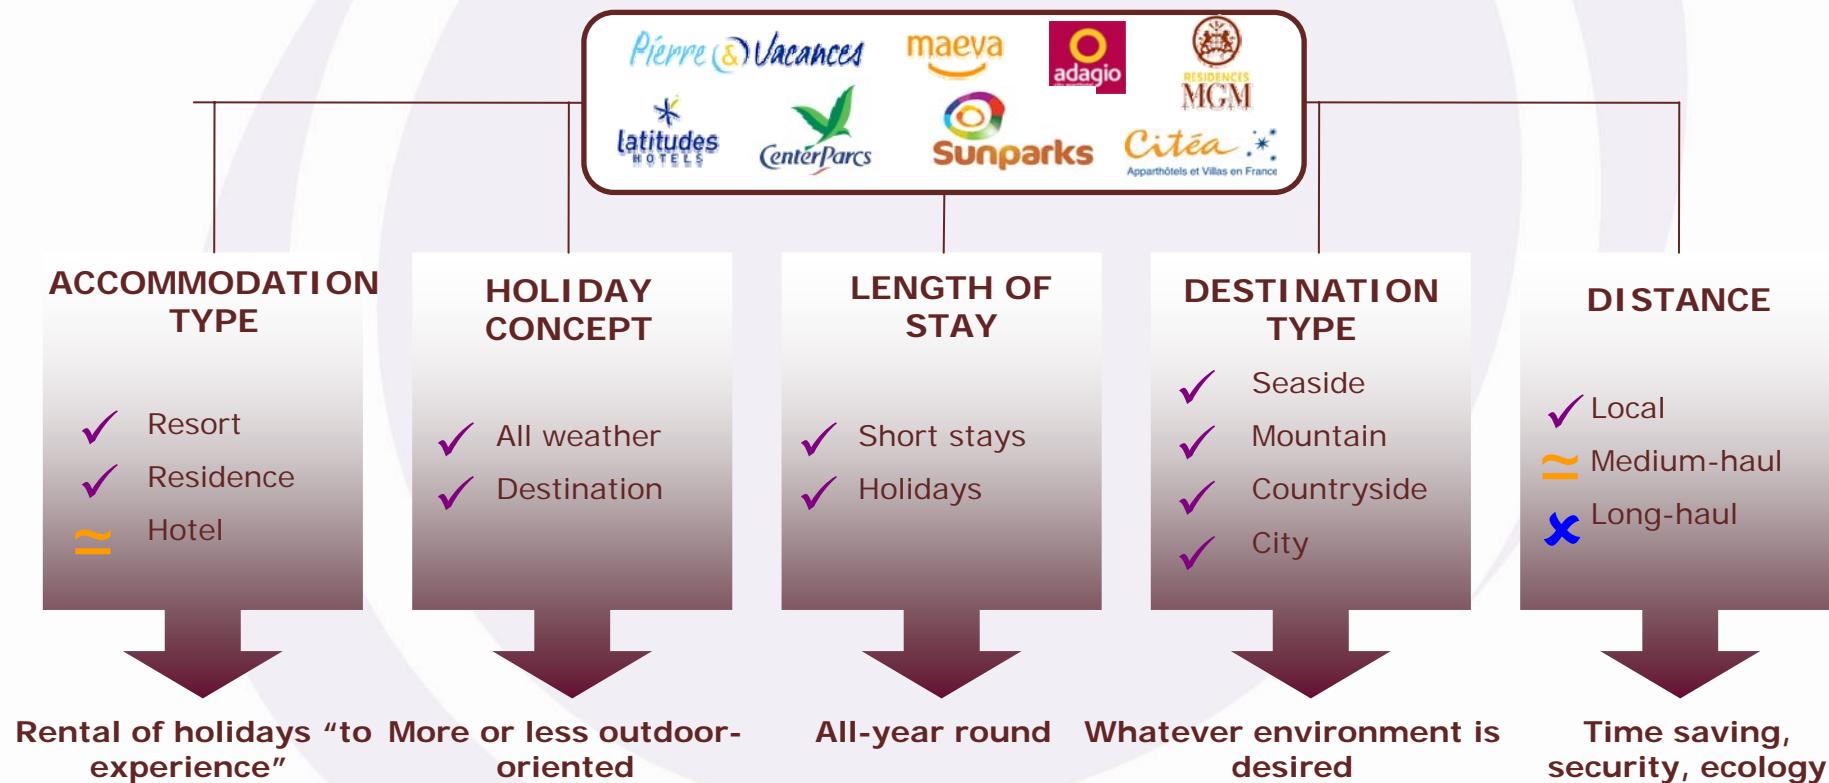 Pierre & Vacances
maeva
adagio
RESIDENCES
MGM
latitudes
HOTELS
CenterParcs
Sunparks
Citéa
Apparthôtels et Villas en France
ACCOMMODATION
TYPE
✓ Resort
✓ Residence
≃ Hotel
Rental of holidays “to
experience”
HOLIDAY
CONCEPT
✓ All weather
✓ Destination
More or less outdoor-
oriented
LENGTH OF
STAY
✓ Short stays
✓ Holidays
All-year round
DESTINATION
TYPE
✓ Seaside
✓ Mountain
✓ Countryside
✓ City
Whatever environment is
desired
DISTANCE
✓ Local
≃ Medium-haul
✘ Long-haul
Time saving,
security, ecology